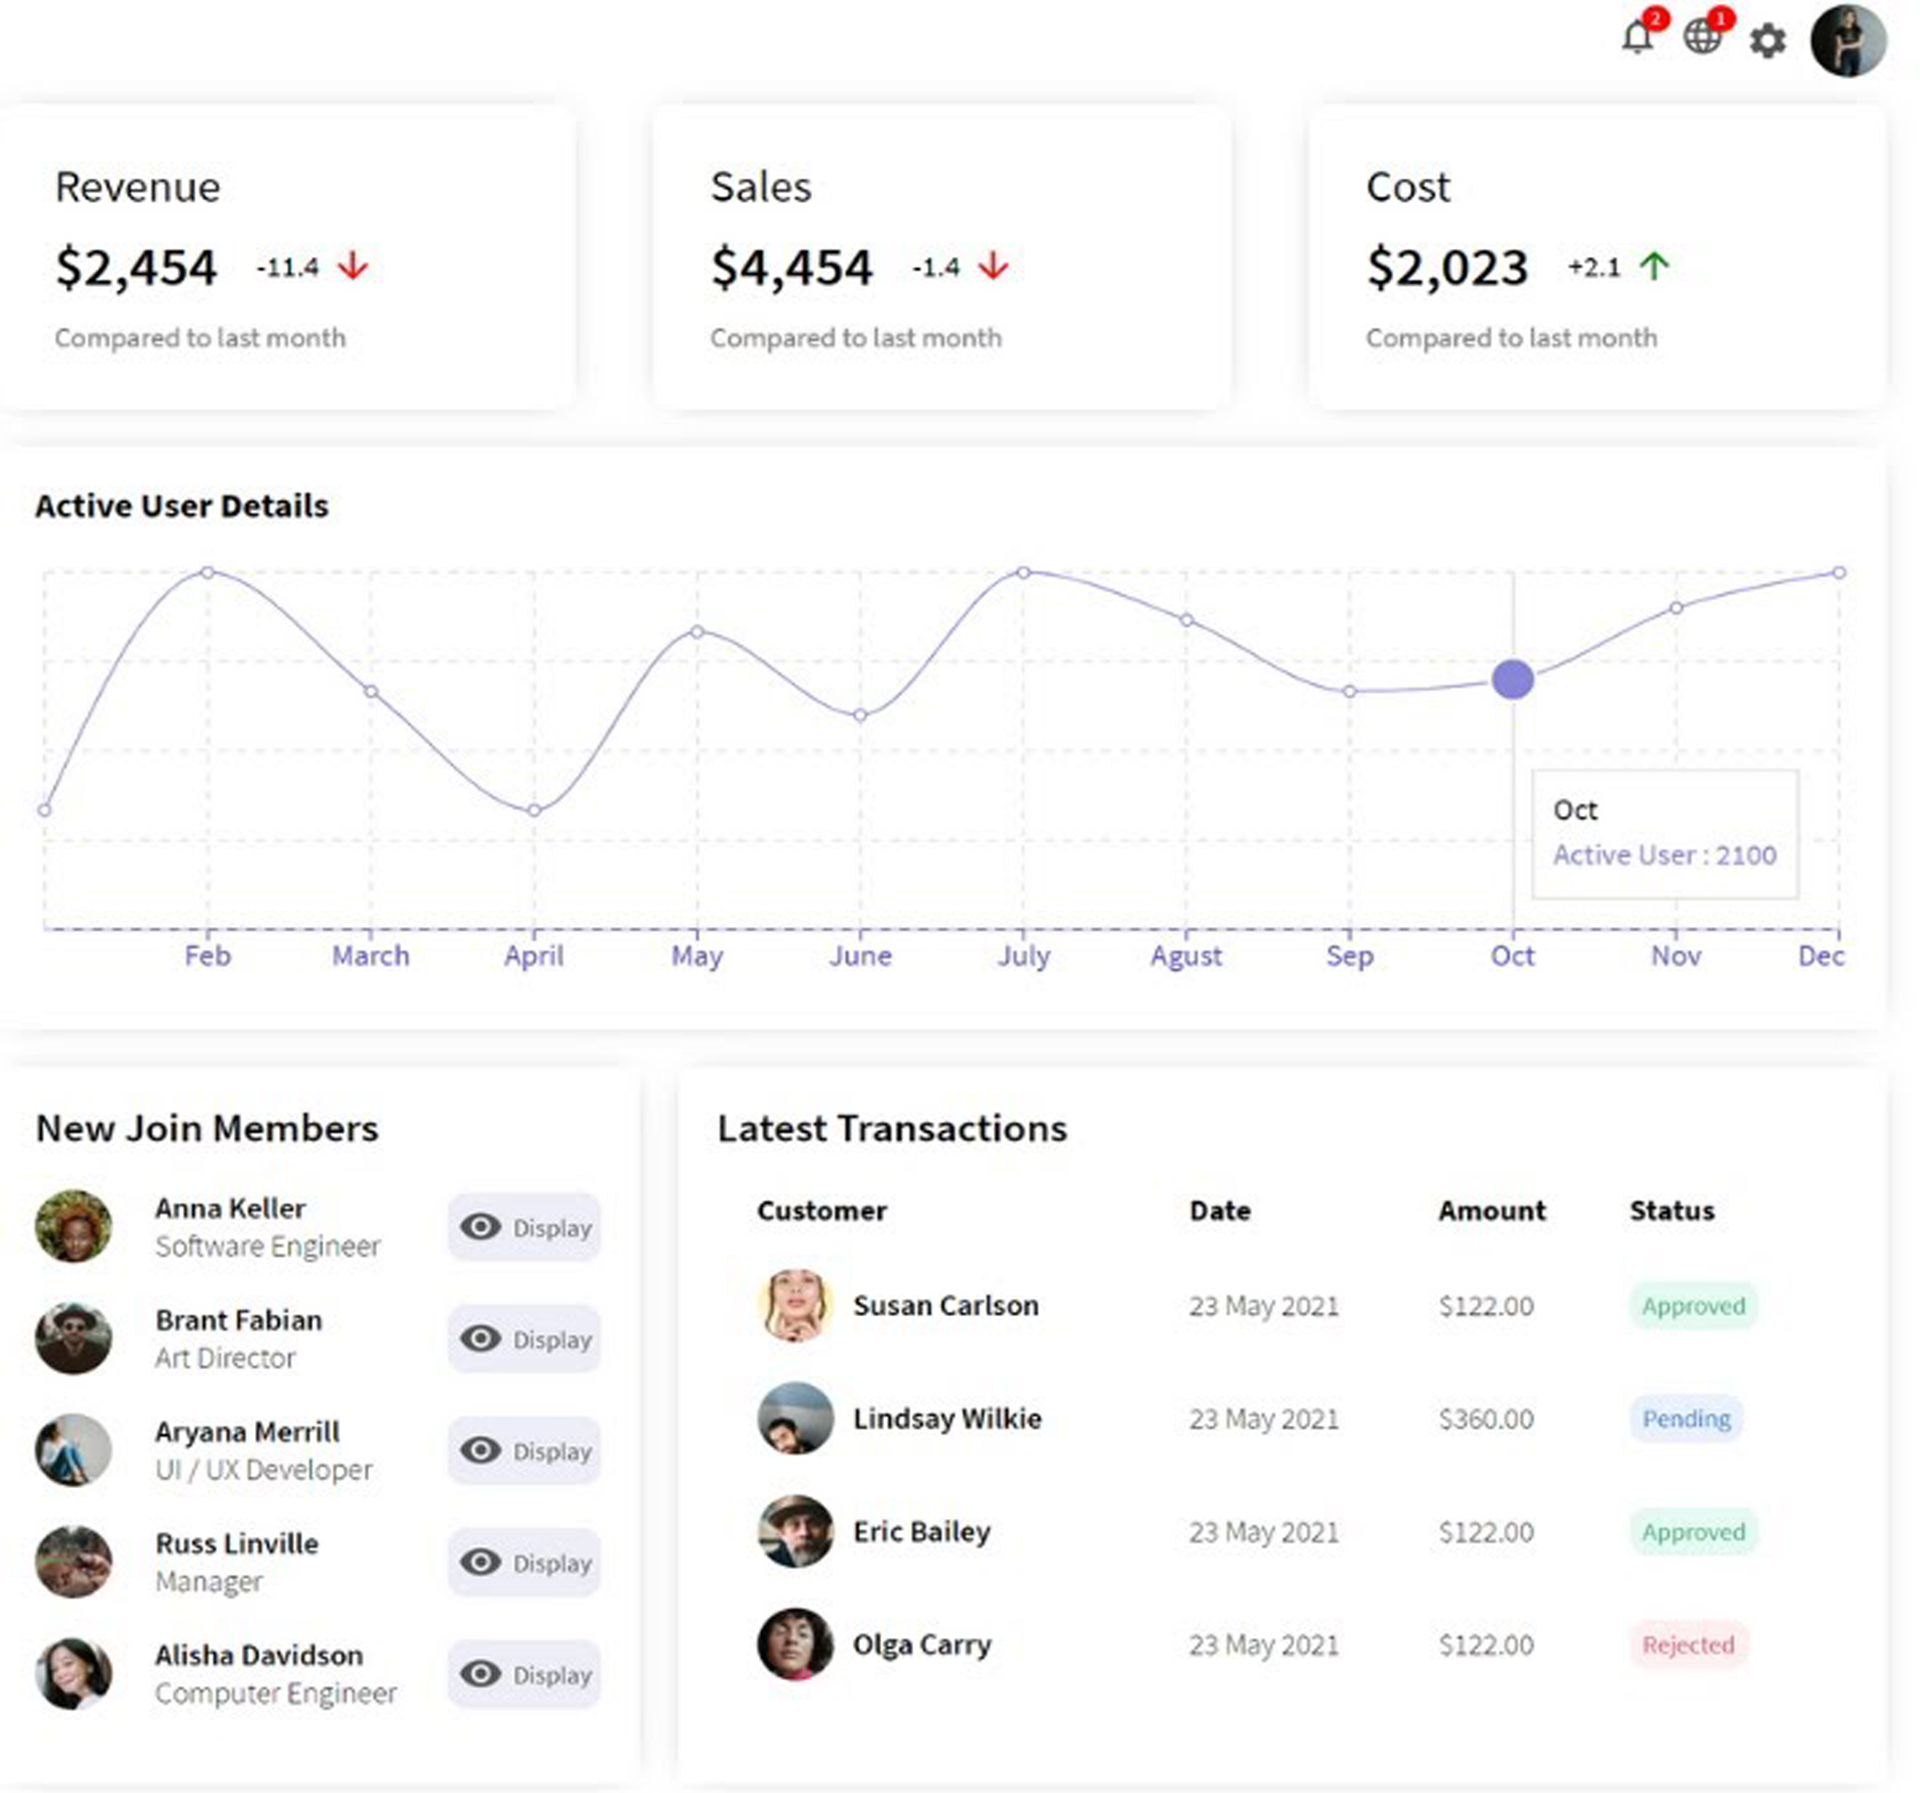 2 1
Revenue
$2,454 -11.4
Compared to last month
Sales
$4,454 -1.4
Compared to last month
Cost
$2,023 +2.1
Compared to last month
Active User Details
Oct
Active User : 2100
Feb March April May June July Agust Sep Oct Nov Dec
New Join Members
Anna Keller
Software Engineer
Display
Brant Fabian
Art Director
Display
Aryana Merrill
UI / UX Developer
Display
Russ Linville
Manager
Display
Alisha Davidson
Computer Engineer
Display
Latest Transactions
Customer Date Amount Status
Susan Carlson 23 May 2021 $122.00 Approved
Lindsay Wilkie 23 May 2021 $360.00 Pending
Eric Bailey 23 May 2021 $122.00 Approved
Olga Carry 23 May 2021 $122.00 Rejected